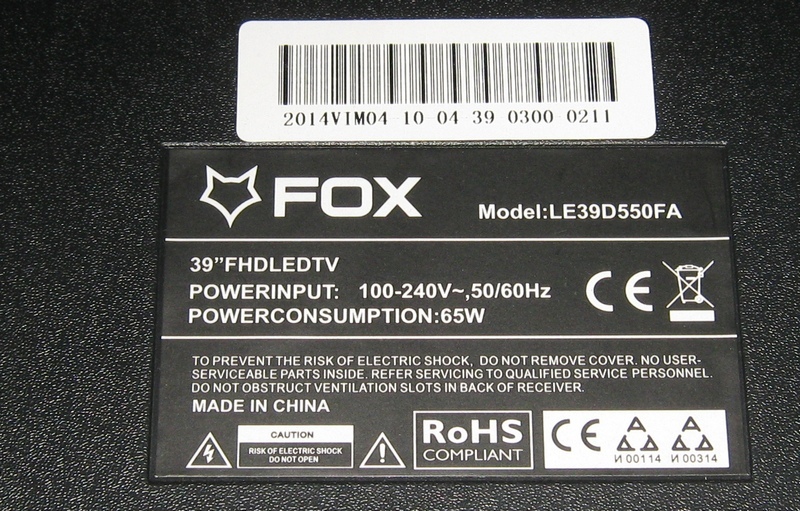 2014VIM04 10 04 39 0300 0211
FOX
Model:LE39D550FA
39”FHDLEDTV
POWERINPUT: 100-240V~,50/60Hz
POWERCONSUMPTION:65W
CE
TO PREVENT THE RISK OF ELECTRIC SHOCK, DO NOT REMOVE COVER. NO USER-
SERVICEABLE PARTS INSIDE. REFER SERVICING TO QUALIFIED SERVICE PERSONNEL.
DO NOT OBSTRUCT VENTILATION SLOTS IN BACK OF RECEIVER.
MADE IN CHINA
CAUTION
RISK OF ELECTRIC SHOCK
DO NOT OPEN
!
RoHS
COMPLIANT
CE
A A
A A A A
И 00114 И 00314